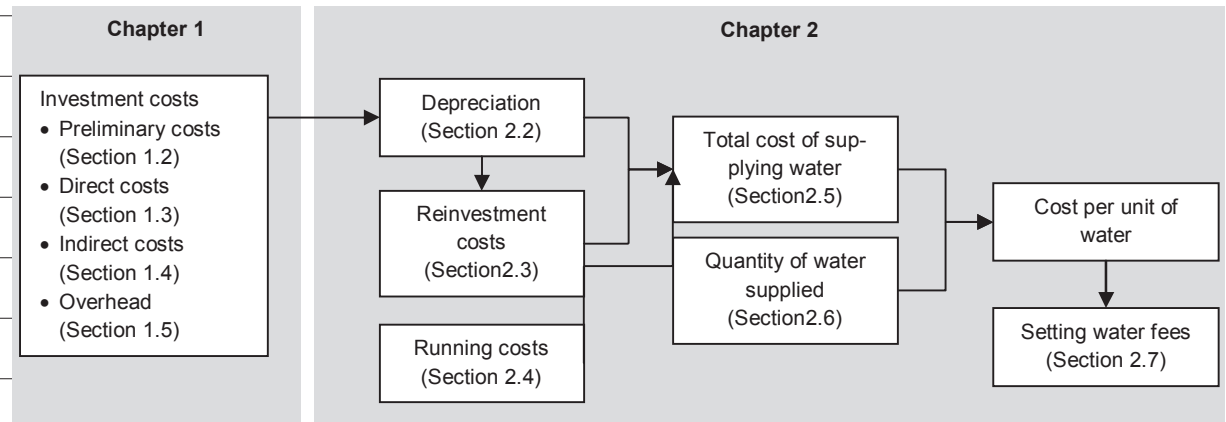 Chapter 1
Investment costs
• Preliminary costs
(Section 1.2)
• Direct costs
(Section 1.3)
• Indirect costs
(Section 1.4)
• Overhead
(Section 1.5)
Chapter 2
Depreciation
(Section 2.2)
Reinvestment
costs
(Section2.3)
Running costs
(Section 2.4)
Total cost of sup-
plying water
(Section2.5)
Quantity of water
supplied
(Section2.6)
Cost per unit of
water
Setting water fees
(Section 2.7)